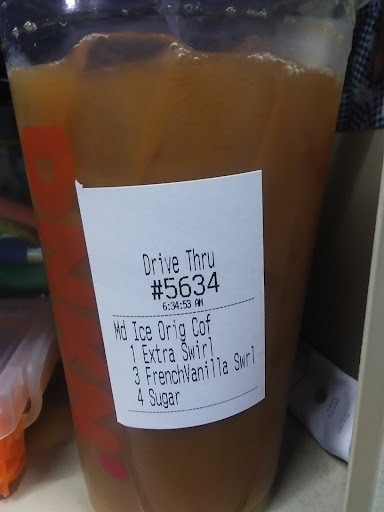 Drive Thru
#5634
6:34:53 AM
Md Ice Orig Cof
1 Extra Swirl
3 FrenchVanilla Swrl
4 Sugar